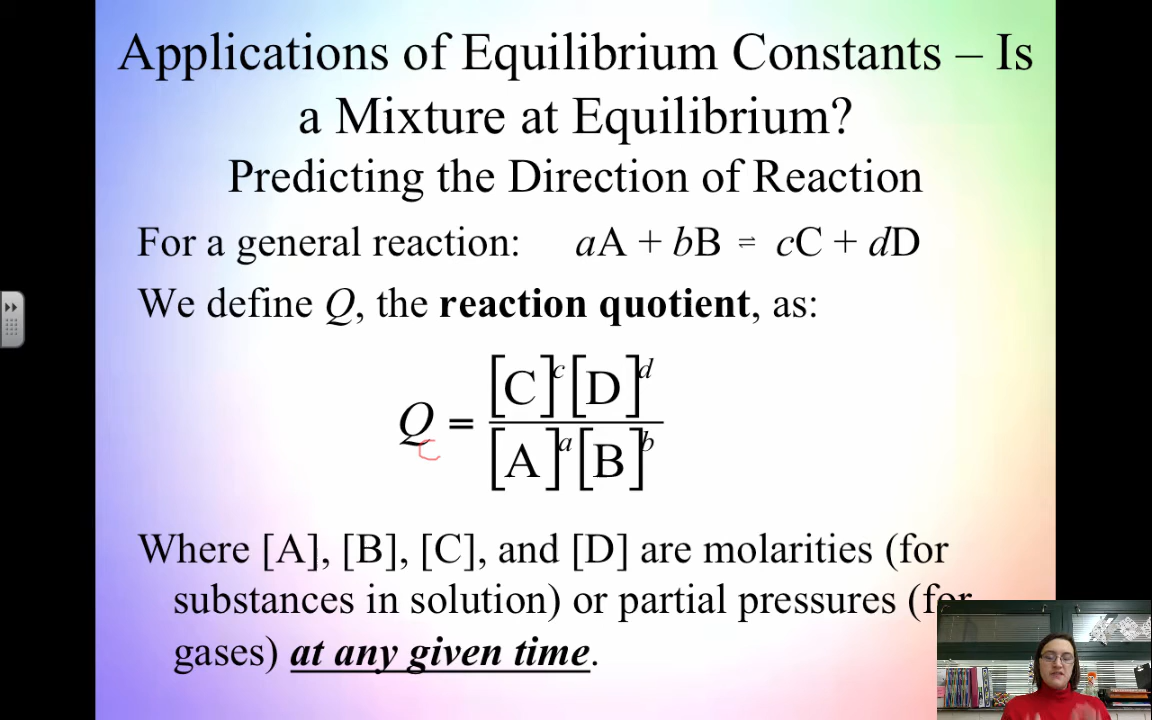 Applications of Equilibrium Constants – Is
a Mixture at Equilibrium?
Predicting the Direction of Reaction
For a general reaction: aA + bB ⇌ cC + dD
We define Q, the reaction quotient, as:
Q_C = [C]^c [D]^d / [A]^a [B]^b
Where [A], [B], [C], and [D] are molarities (for
substances in solution) or partial pressures (for
gases) at any given time.